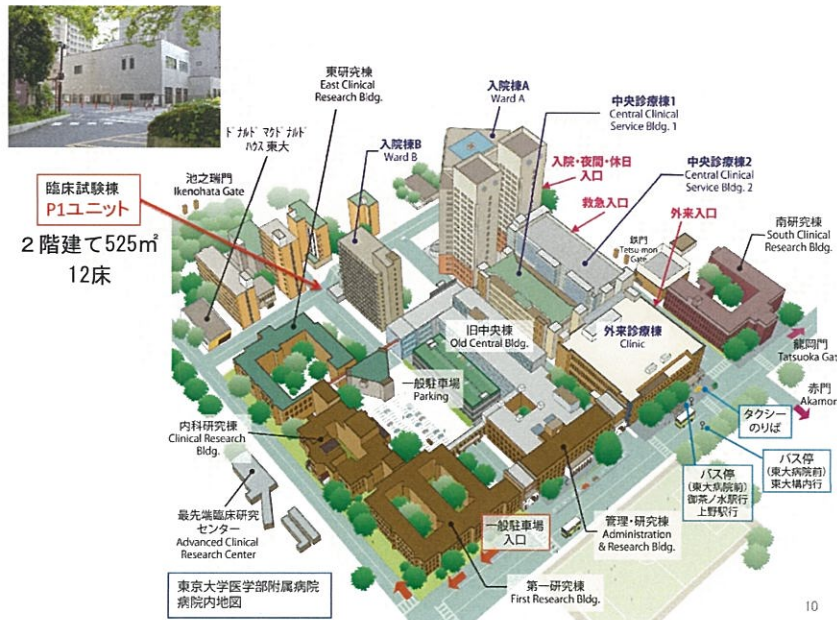 東研究棟
East Clinical
Research Bldg.
入院棟A
Ward A
中央診療棟1
Central Clinical
Service Bldg. 1
ドナルド マクドナルド
ハウス 東大
入院棟B
Ward B
入院・夜間・休日
入口
中央診療棟2
Central Clinical
Service Bldg. 2
池之端門
Ikenohata Gate
救急入口
外来入口
臨床試験棟
P1ユニット
鉄門
Tetsu-mon
Gate
南研究棟
South Clinical
Research Bldg.
2階建て525㎡
12床
旧中央棟
Old Central Bldg.
外来診療棟
Clinic
龍岡門
Tatsuoka Gat
一般駐車場
Parking
赤門
Akamon
内科研究棟
Clinical Research
Bldg.
タクシー
のりば
バス停
(東大病院前)
東大構内行
バス停
(東大病院前)
御茶ノ水駅行
上野駅行
最先端臨床研究
センター
Advanced Clinical
Research Center
管理・研究棟
Administration
& Research Bldg.
一般駐車場
入口
東京大学医学部附属病院
病院内地図
第一研究棟
First Research Bldg.
10